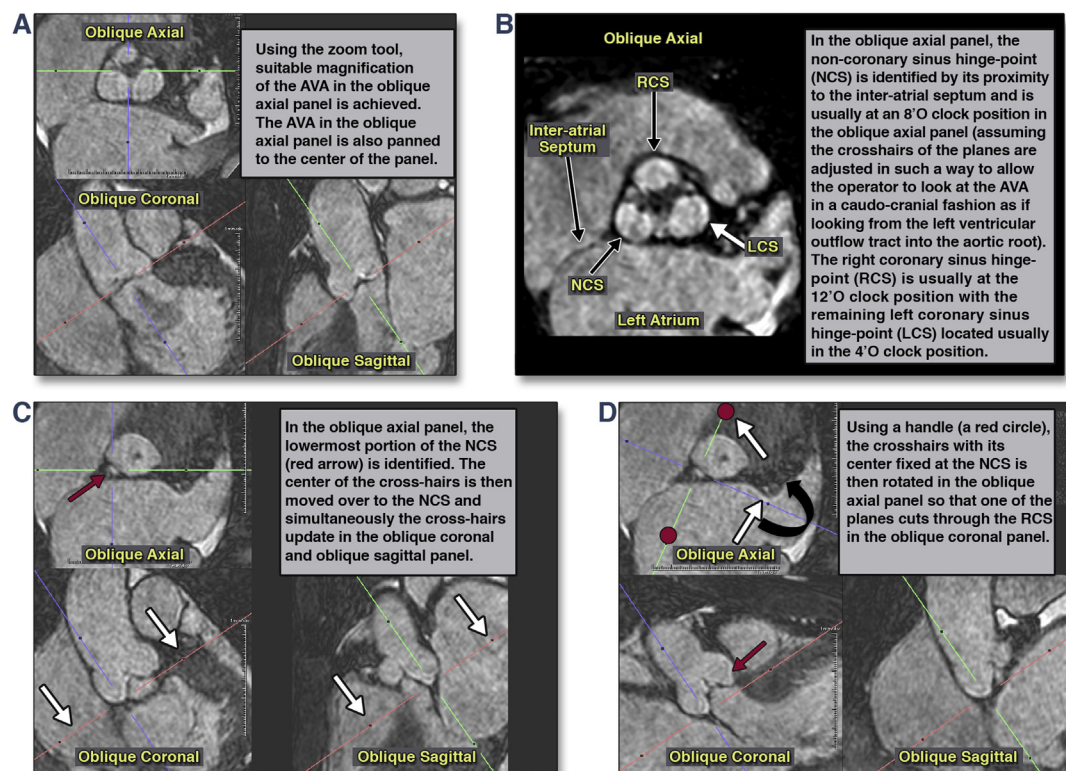 A
Oblique Axial
Using the zoom tool,
suitable magnification
of the AVA in the oblique
axial panel is achieved.
The AVA in the oblique
axial panel is also panned
to the center of the panel.
Oblique Coronal
Oblique Sagittal
B
Oblique Axial
RCS
Inter-atrial
Septum
LCS
NCS
Left Atrium
In the oblique axial panel, the
non-coronary sinus hinge-point
(NCS) is identified by its proximity
to the inter-atrial septum and is
usually at an 8'O clock position in
the oblique axial panel (assuming
the crosshairs of the planes are
adjusted in such a way to allow
the operator to look at the AVA
in a caudo-cranial fashion as if
looking from the left ventricular
outflow tract into the aortic root).
The right coronary sinus hinge-
point (RCS) is usually at the
12'O clock position with the
remaining left coronary sinus
hinge-point (LCS) located usually
in the 4'O clock position.
C
Oblique Axial
In the oblique axial panel, the
lowermost portion of the NCS
(red arrow) is identified. The
center of the cross-hairs is then
moved over to the NCS and
simultaneously the cross-hairs
update in the oblique coronal
and oblique sagittal panel.
Oblique Coronal
Oblique Sagittal
D
Oblique Axial
Using a handle (a red circle),
the crosshairs with its
center fixed at the NCS is
then rotated in the oblique
axial panel so that one of the
planes cuts through the RCS
in the oblique coronal panel.
Oblique Coronal
Oblique Sagittal